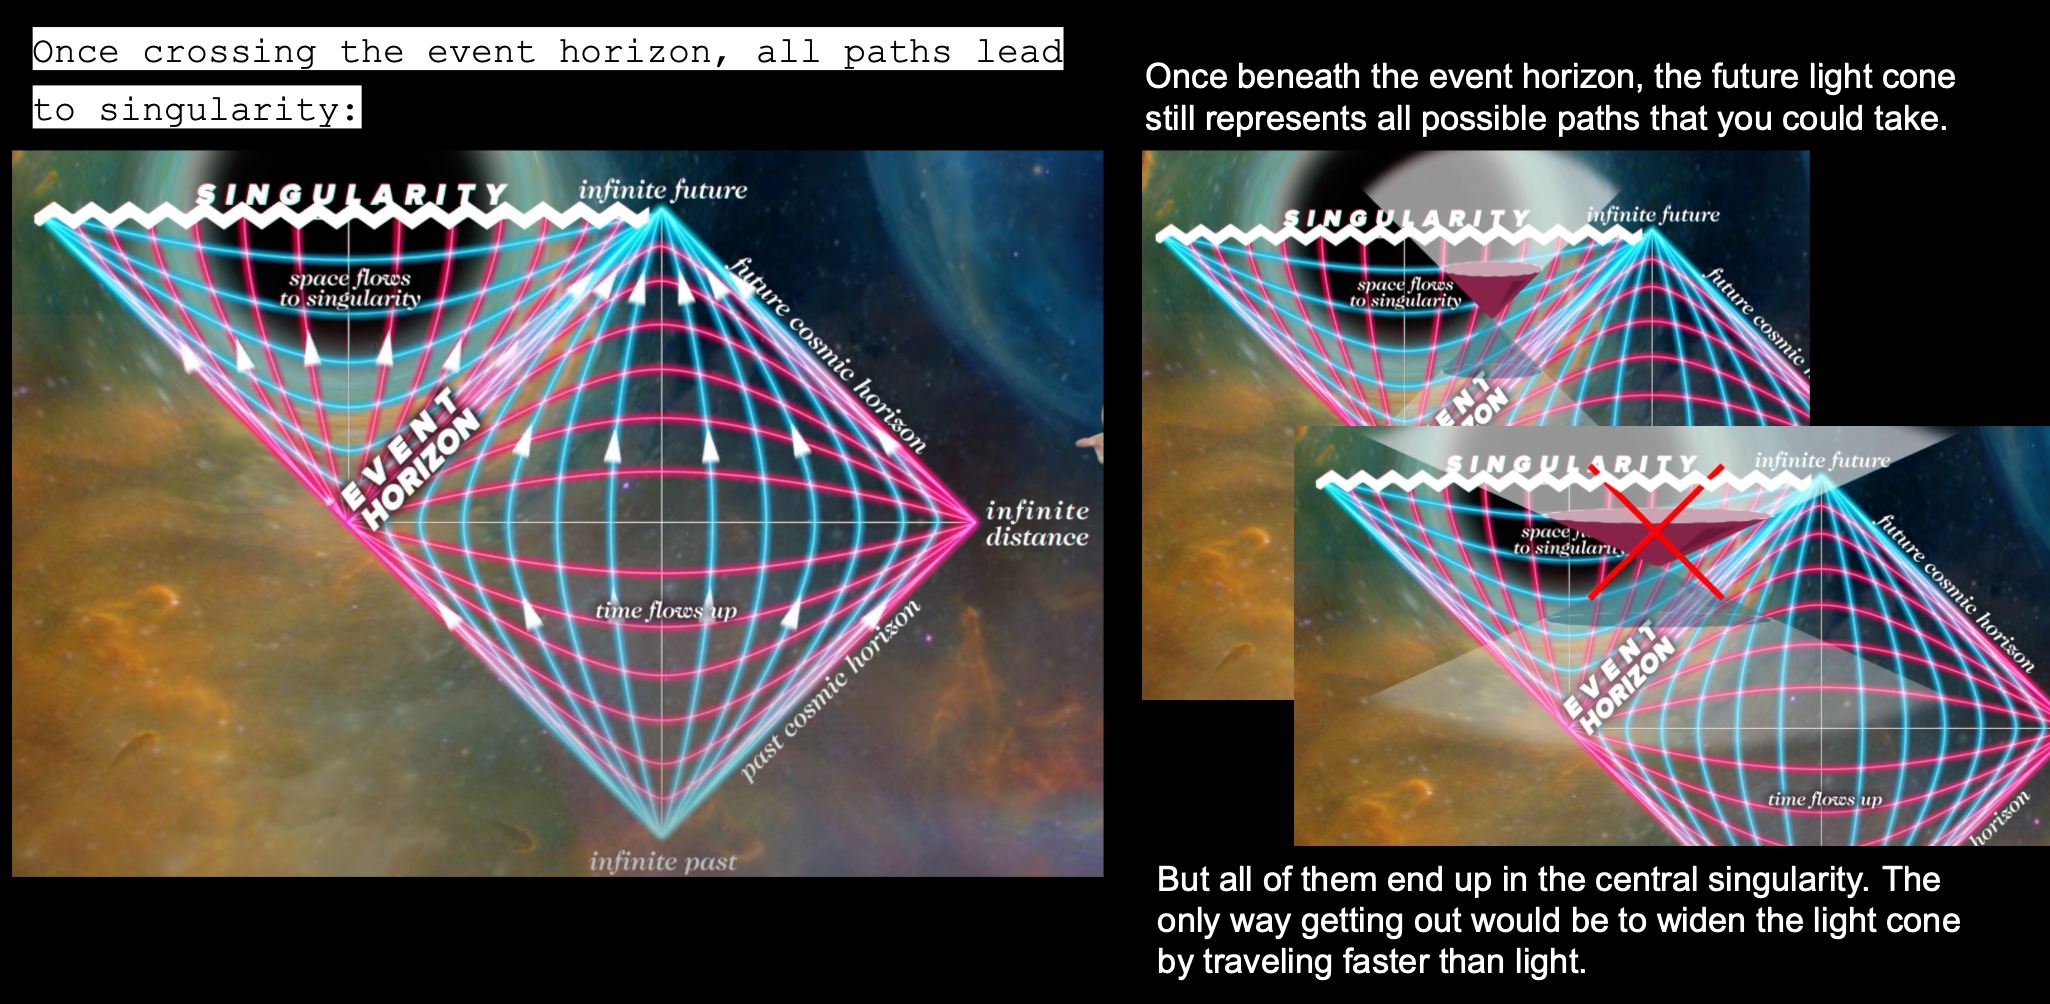 Once crossing the event horizon, all paths lead
to singularity:
SINGULARITY
infinite future
space flows
to singularity
future cosmic horizon
EVENT
HORIZON
infinite
distance
time flows up
past cosmic horizon
infinite past
Once beneath the event horizon, the future light cone
still represents all possible paths that you could take.
SINGULARITY
infinite future
space flows
to singularity
future cosmic
SINGULARITY
infinite future
space
to singularity
future cosmic horizon
EVENT
HORIZON
time flows up
horizon
But all of them end up in the central singularity. The
only way getting out would be to widen the light cone
by traveling faster than light.